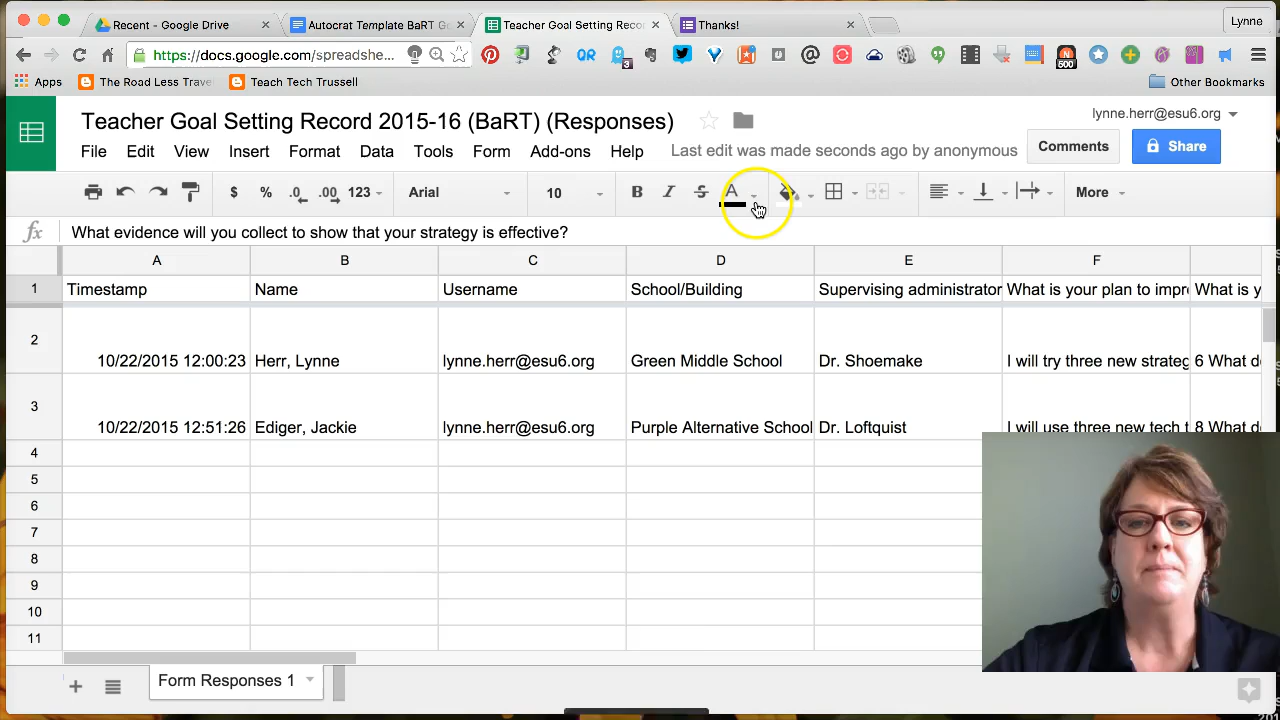 Recent - Google Drive
Autocrat Template BaRT Go
Teacher Goal Setting Recor
Thanks!
Lynne
https://docs.google.com/spreadshe...
QR
3
N
500
Apps
The Road Less Trave
Teach Tech Trussell
Other Bookmarks
Teacher Goal Setting Record 2015-16 (BaRT) (Responses)
lynne.herr@esu6.org
File Edit View Insert Format Data Tools Form Add-ons Help
Last edit was made seconds ago by anonymous
Comments
Share
$ % .0 .00 123 Arial 10 B I S A More
fx What evidence will you collect to show that your strategy is effective?
A B C D E F
1 Timestamp Name Username School/Building Supervising administrator What is your plan to impr What is y
2 10/22/2015 12:00:23 Herr, Lynne lynne.herr@esu6.org Green Middle School Dr. Shoemake I will try three new strateg 6 What do
3 10/22/2015 12:51:26 Ediger, Jackie lynne.herr@esu6.org Purple Alternative School Dr. Loftquist I will use three new tech t 8 What do
4
5
6
7
8
9
10
11
Form Responses 1